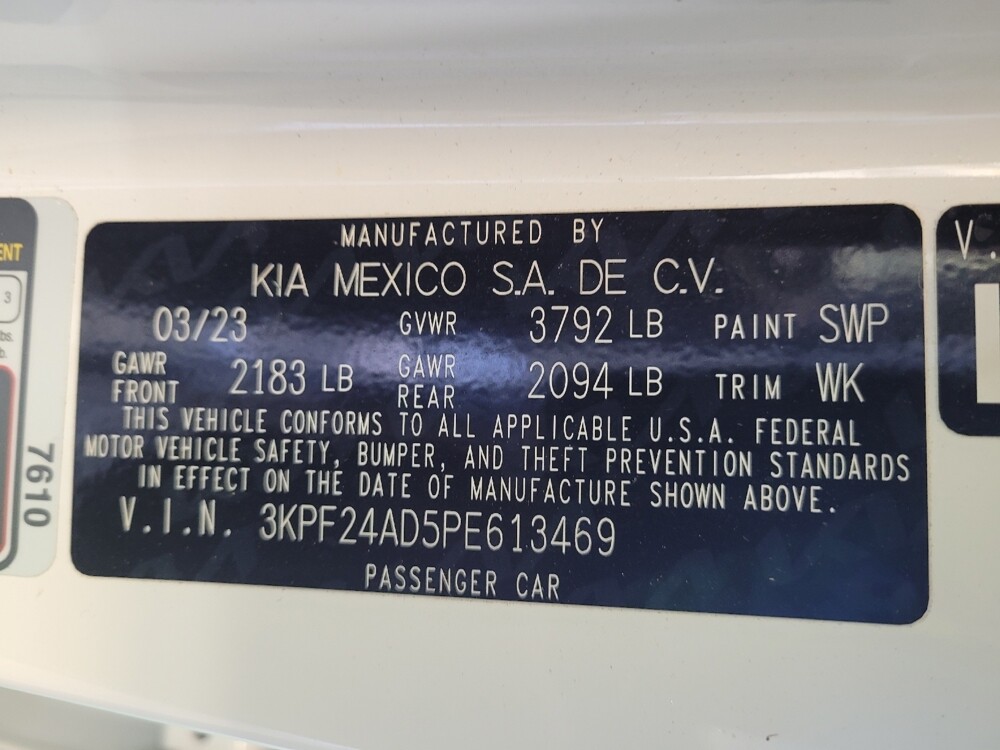 MANUFACTURED BY
KIA MEXICO S.A. DE C.V.
03/23 GVWR 3792 LB PAINT SWP
GAWR FRONT 2183 LB GAWR REAR 2094 LB TRIM WK
THIS VEHICLE CONFORMS TO ALL APPLICABLE U.S.A. FEDERAL
MOTOR VEHICLE SAFETY, BUMPER, AND THEFT PREVENTION STANDARDS
IN EFFECT ON THE DATE OF MANUFACTURE SHOWN ABOVE.
V.I.N. 3KPF24AD5PE613469
PASSENGER CAR
7610
3